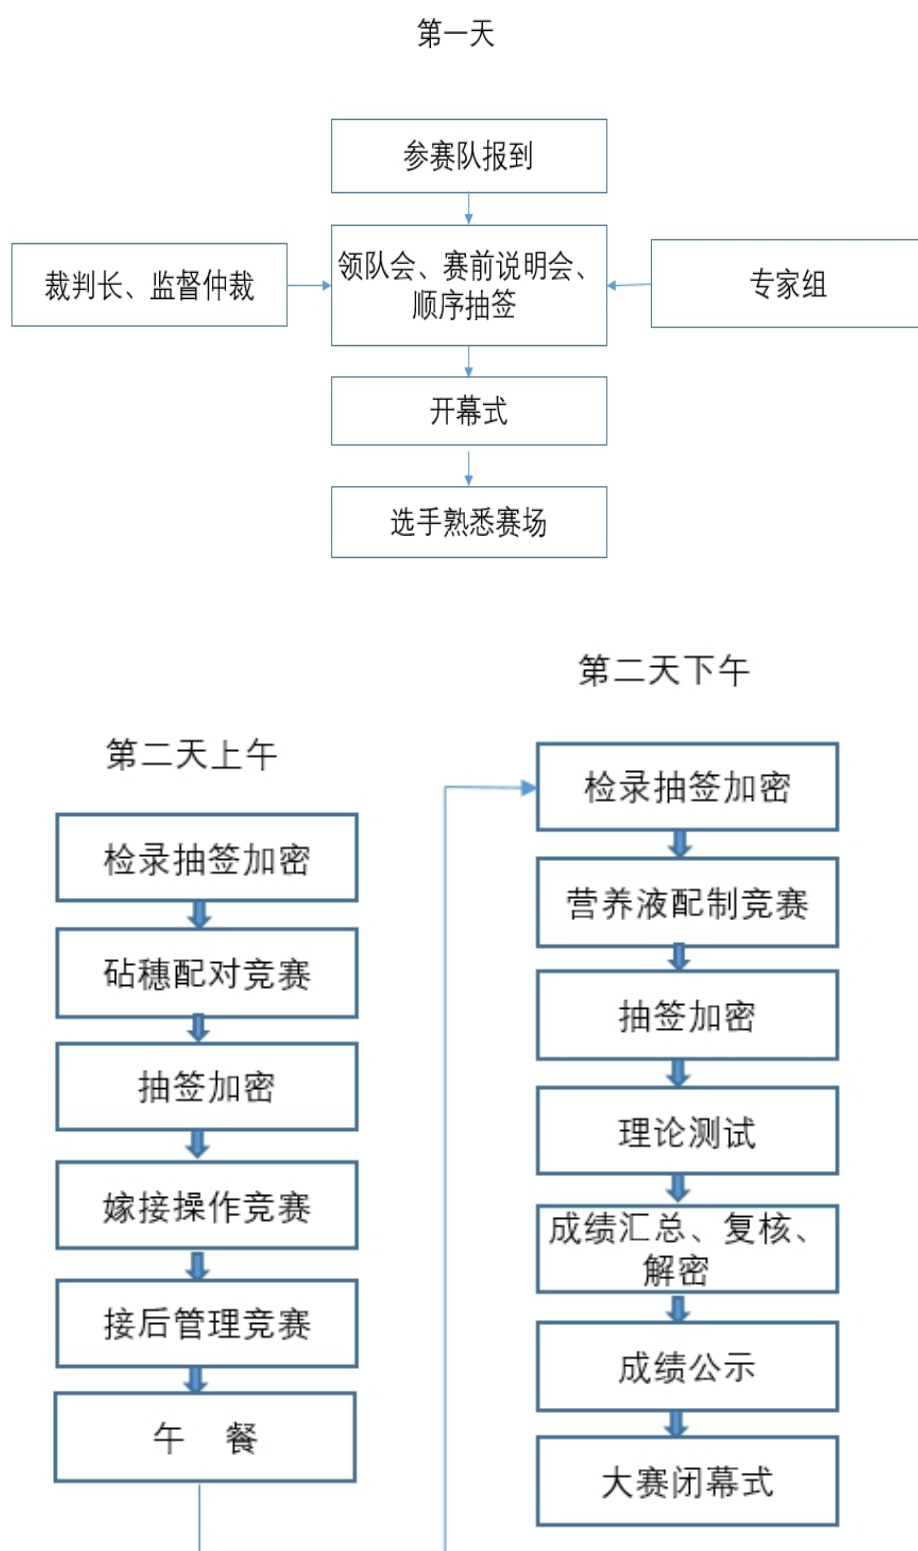 第一天
参赛队报到
裁判长、监督仲裁
领队会、赛前说明会、
顺序抽签
专家组
开幕式
选手熟悉赛场
第二天上午
检录抽签加密
砧穗配对竞赛
抽签加密
嫁接操作竞赛
接后管理竞赛
午 餐
第二天下午
检录抽签加密
营养液配制竞赛
抽签加密
理论测试
成绩汇总、复核、
解密
成绩公示
大赛闭幕式